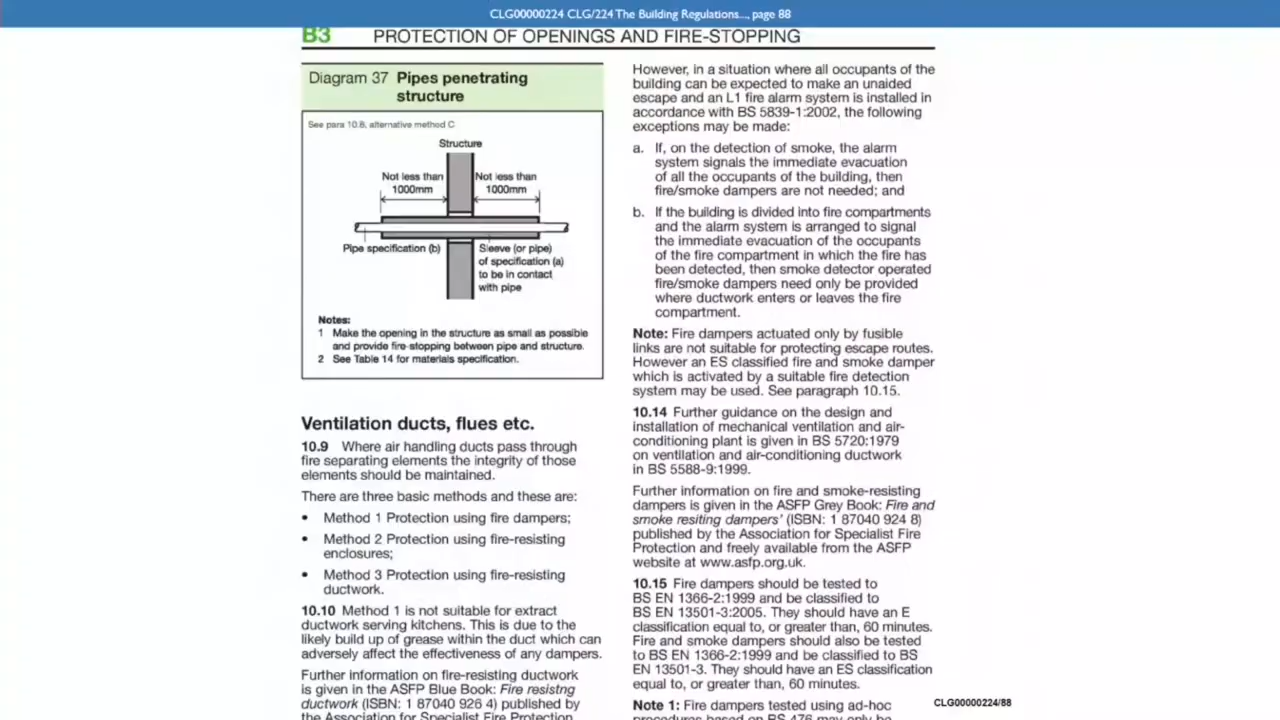 CLG00000224 CLG/224 The Building Regulations..., page 88
B3 PROTECTION OF OPENINGS AND FIRE-STOPPING
Diagram 37 Pipes penetrating
structure
See para 10.8, alternative method C
Structure
Not less than
1000mm
Not less than
1000mm
Pipe specification (b)
Sleeve (or pipe)
of specification (a)
to be in contact
with pipe
Notes:
1 Make the opening in the structure as small as possible
and provide fire-stopping between pipe and structure.
2 See Table 14 for materials specification.
Ventilation ducts, flues etc.
10.9 Where air handling ducts pass through
fire separating elements the integrity of those
elements should be maintained.
There are three basic methods and these are:
• Method 1 Protection using fire dampers;
• Method 2 Protection using fire-resisting
enclosures;
• Method 3 Protection using fire-resisting
ductwork.
10.10 Method 1 is not suitable for extract
ductwork serving kitchens. This is due to the
likely build up of grease within the duct which can
adversely affect the effectiveness of any dampers.
Further information on fire-resisting ductwork
is given in the ASFP Blue Book: Fire resistng
ductwork (ISBN: 1 87040 926 4) published by
the Association for Specialist Fire Protection
However, in a situation where all occupants of the
building can be expected to make an unaided
escape and an L1 fire alarm system is installed in
accordance with BS 5839-1:2002, the following
exceptions may be made:
a. If, on the detection of smoke, the alarm
system signals the immediate evacuation
of all the occupants of the building, then
fire/smoke dampers are not needed; and
b. If the building is divided into fire compartments
and the alarm system is arranged to signal
the immediate evacuation of the occupants
of the fire compartment in which the fire has
been detected, then smoke detector operated
fire/smoke dampers need only be provided
where ductwork enters or leaves the fire
compartment.
Note: Fire dampers actuated only by fusible
links are not suitable for protecting escape routes.
However an ES classified fire and smoke damper
which is activated by a suitable fire detection
system may be used. See paragraph 10.15.
10.14 Further guidance on the design and
installation of mechanical ventilation and air-
conditioning plant is given in BS 5720:1979
on ventilation and air-conditioning ductwork
in BS 5588-9:1999.
Further information on fire and smoke-resisting
dampers is given in the ASFP Grey Book: Fire and
smoke resiting dampers' (ISBN: 1 87040 924 8)
published by the Association for Specialist Fire
Protection and freely available from the ASFP
website at www.asfp.org.uk.
10.15 Fire dampers should be tested to
BS EN 1366-2:1999 and be classified to
BS EN 13501-3:2005. They should have an E
classification equal to, or greater than, 60 minutes.
Fire and smoke dampers should also be tested
to BS EN 1366-2:1999 and be classified to BS
EN 13501-3. They should have an ES classification
equal to, or greater than, 60 minutes.
Note 1: Fire dampers tested using ad-hoc
procedures based on BS 476 may only be
CLG00000224/88